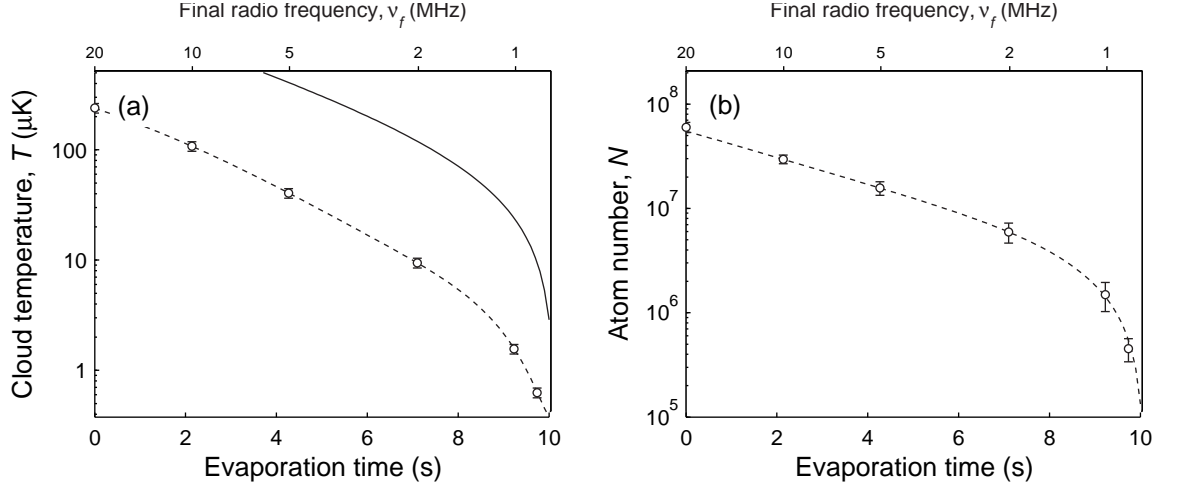 Final radio frequency, ν_f (MHz)
20 10 5 2 1
(a)
100
10
1
Cloud temperature, T (μK)
0 2 4 6 8 10
Evaporation time (s)
Final radio frequency, ν_f (MHz)
20 10 5 2 1
(b)
10^8
10^7
10^6
10^5
Atom number, N
0 2 4 6 8 10
Evaporation time (s)